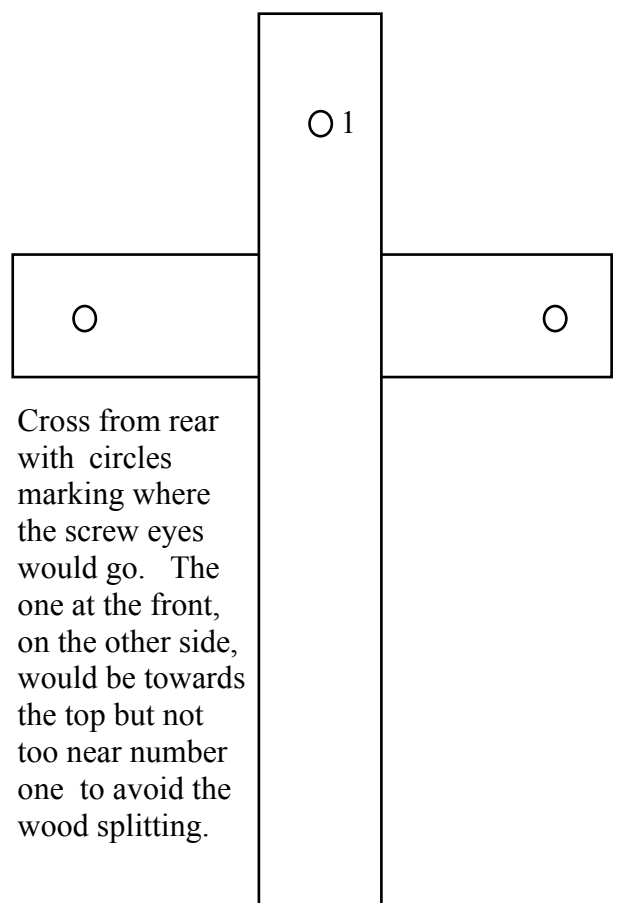 1
Cross from rear
with  circles
marking where
the screw eyes
would go.   The
one at the front,
on the other side,
would be towards
the top but not
too near number
one  to avoid the
wood splitting.